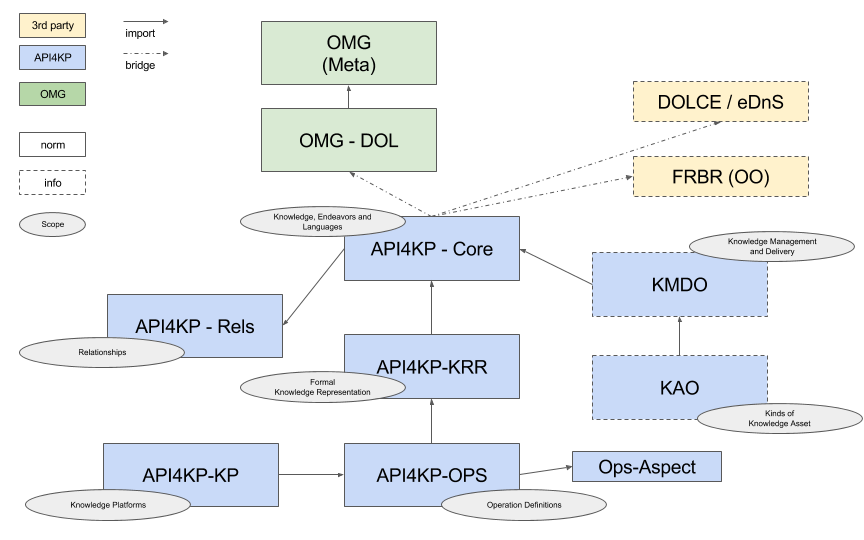 3rd party
import
API4KP
bridge
OMG
norm
info
Scope
OMG
(Meta)
OMG - DOL
DOLCE / eDnS
FRBR (OO)
Knowledge, Endeavors and
Languages
API4KP - Core
Knowledge Management
and Delivery
KMDO
API4KP - Rels
Relationships
API4KP-KRR
Formal
Knowledge Representation
KAO
Kinds of
Knowledge Asset
API4KP-KP
Knowledge Platforms
API4KP-OPS
Operation Definitions
Ops-Aspect